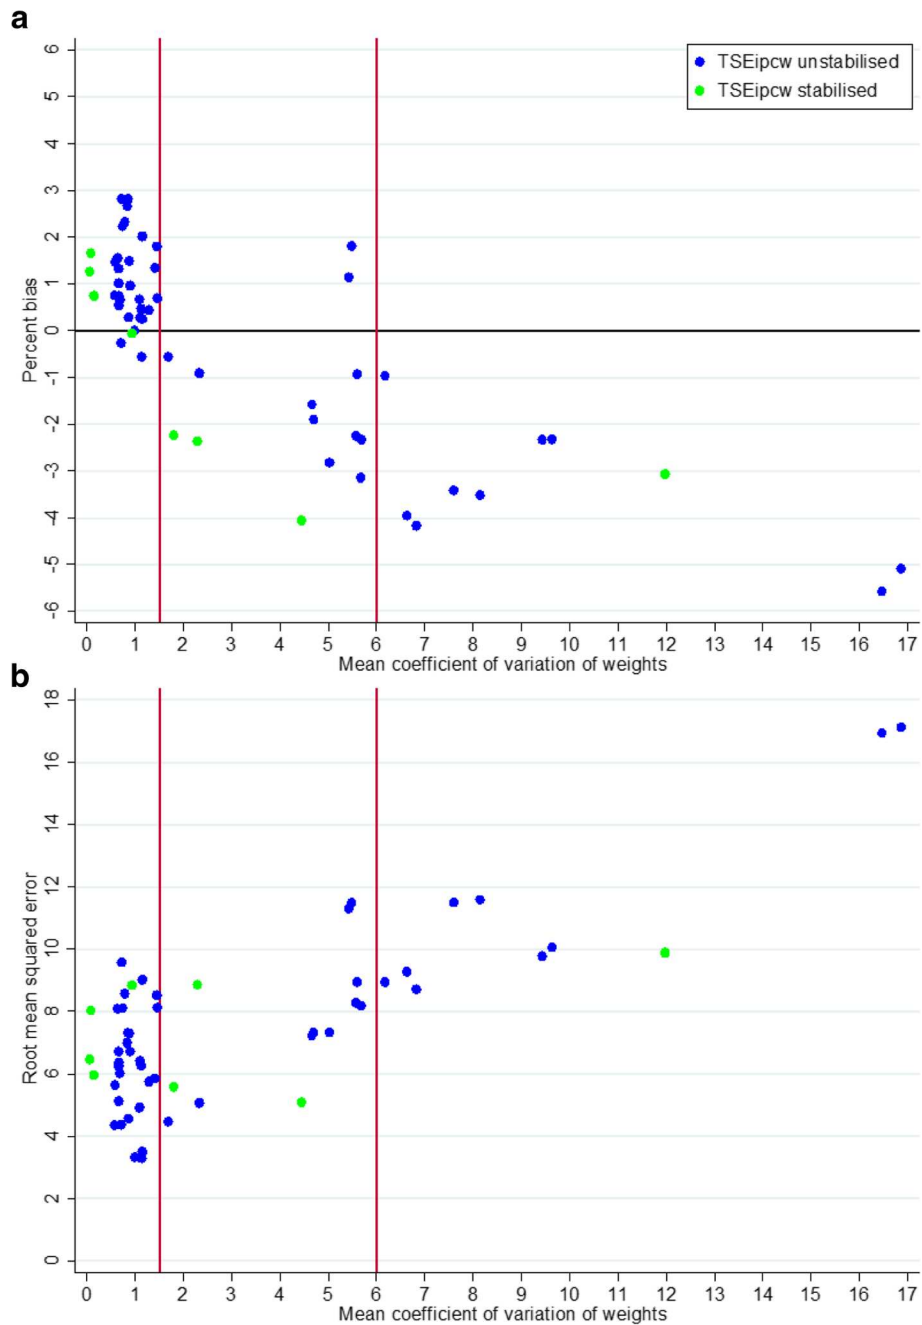 a
6
5
4
3
2
1
0
-1
-2
-3
-4
-5
-6
Percent bias
TSEipcw unstabilised
TSEipcw stabilised
0 1 2 3 4 5 6 7 8 9 10 11 12 13 14 15 16 17
Mean coefficient of variation of weights
b
18
16
14
12
10
8
6
4
2
0
Root mean squared error
0 1 2 3 4 5 6 7 8 9 10 11 12 13 14 15 16 17
Mean coefficient of variation of weights